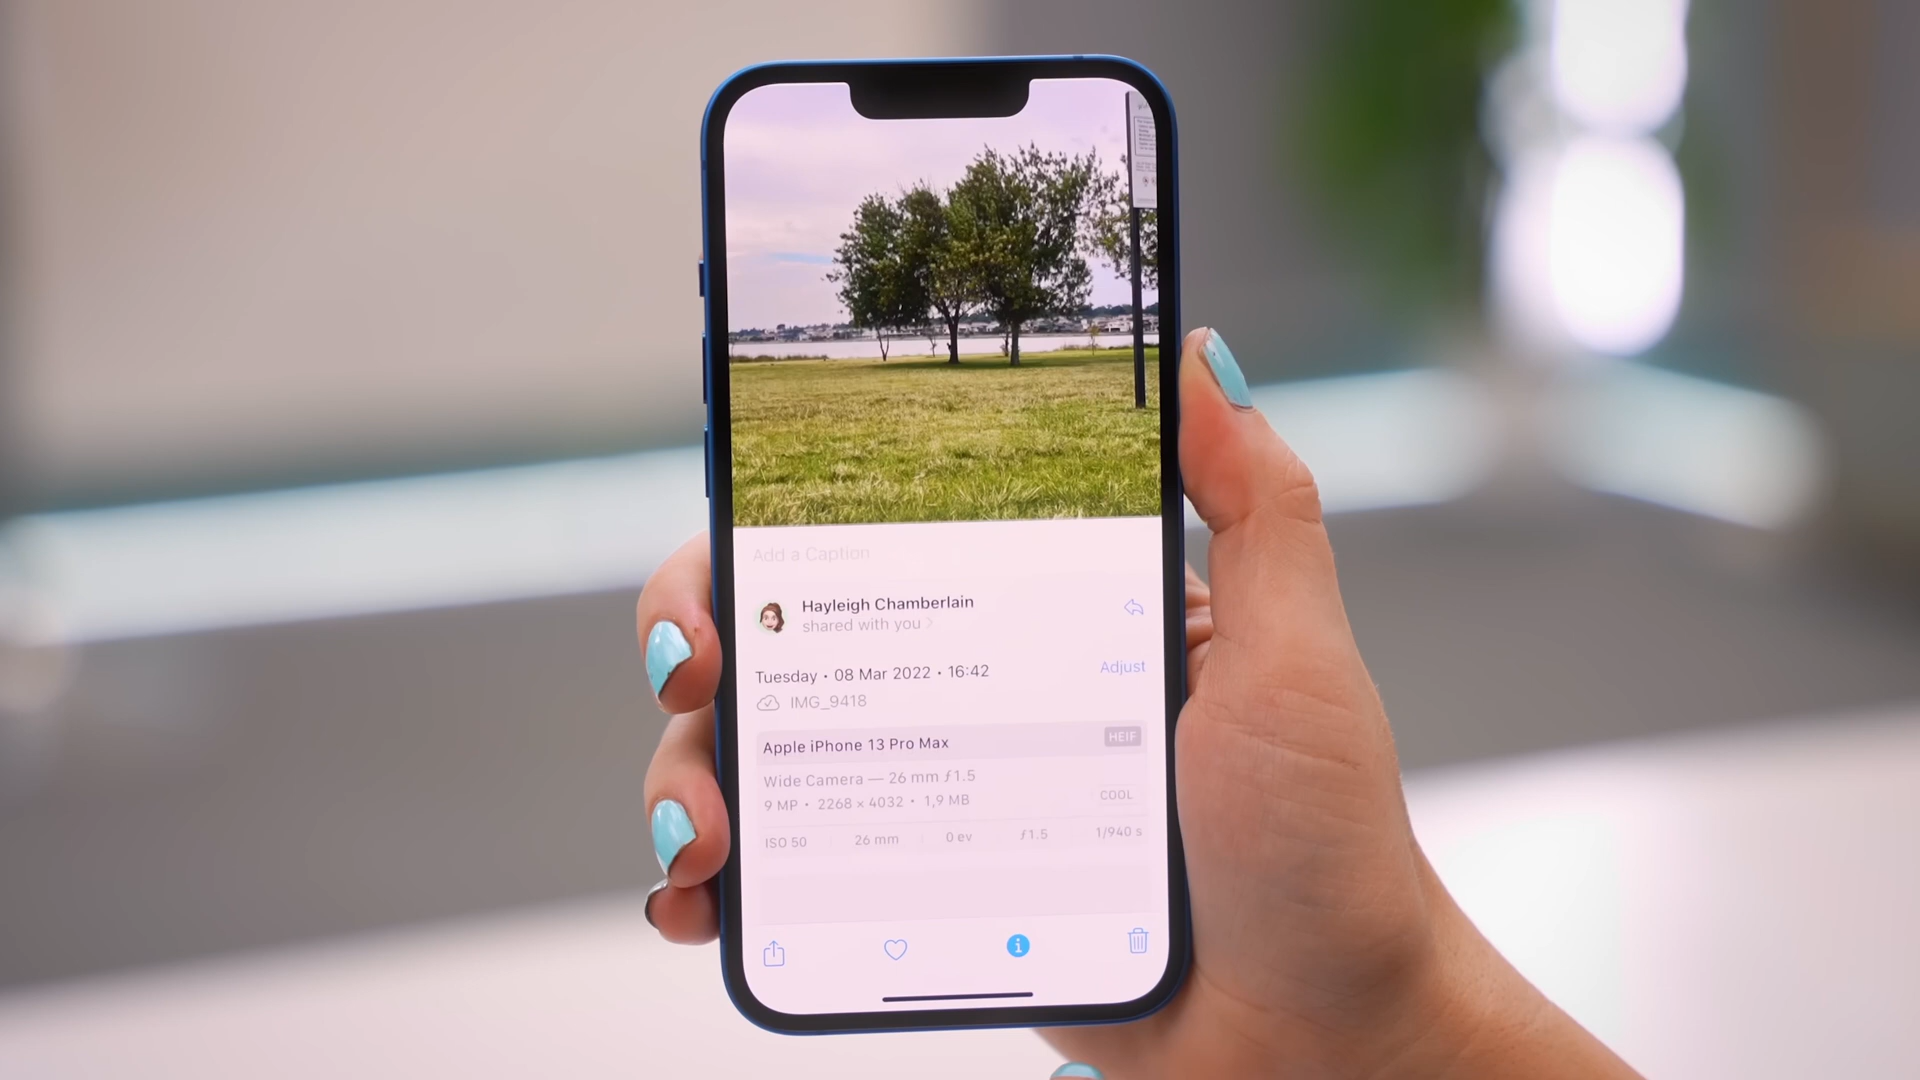 Add a Caption
Hayleigh Chamberlain
shared with you >
Tuesday • 08 Mar 2022 • 16:42
Adjust
IMG_9418
Apple iPhone 13 Pro Max
HEIF
Wide Camera — 26 mm ƒ1.5
9 MP • 2268 × 4032 • 1,9 MB
COOL
ISO 50 26 mm 0 ev ƒ1.5 1/940 s